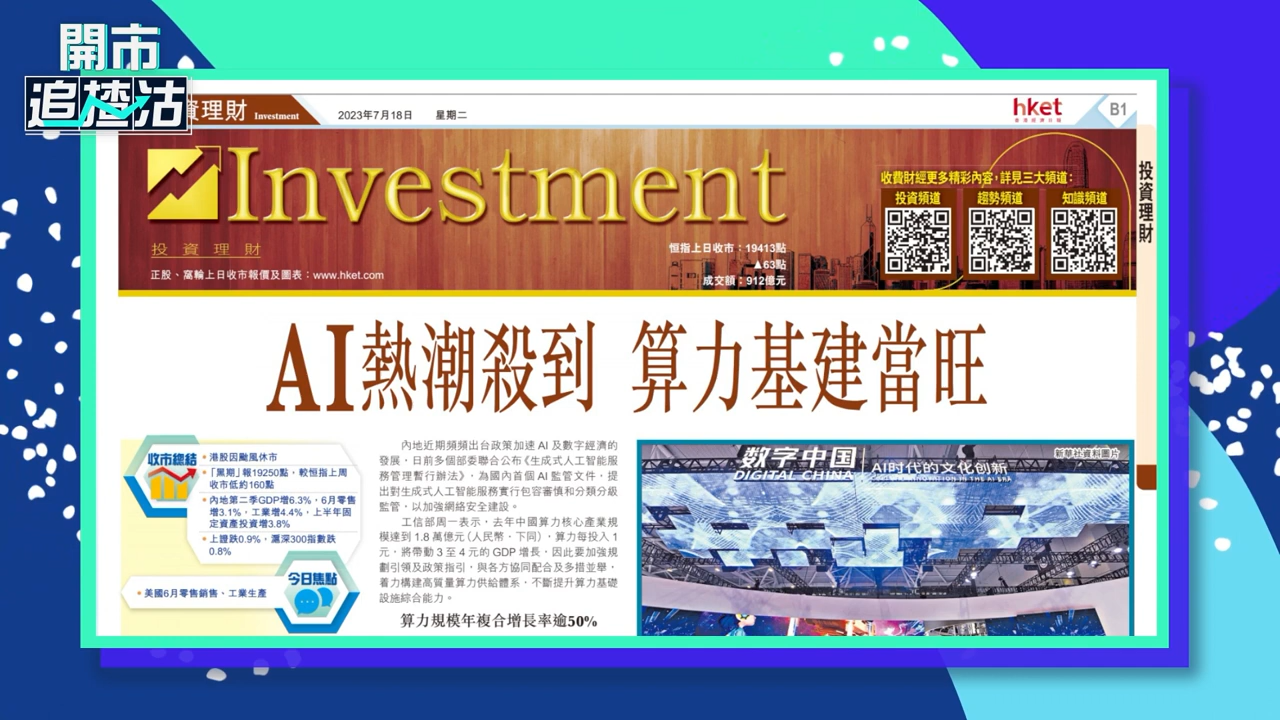 開市
追揸沽
資理財 Investment
2023年7月18日 星期二
hket
香港經濟日報
B1
Investment
投資理財
正股、窩輪上日收市報價及圖表：www.hket.com
恒指上日收市：19413點
▲63點
成交額：912億元
收費財經更多精彩內容，詳見三大頻道：
投資頻道 趨勢頻道 知識頻道
投資理財
AI熱潮殺到 算力基建當旺
收市總結
• 港股因颱風休市
• 「黑期」報19250點，較恒指上周
收市低約160點
• 內地第二季GDP增6.3%，6月零售
增3.1%，工業增4.4%，上半年固
定資產投資增3.8%
• 上證跌0.9%，滬深300指數跌
0.8%
今日焦點
• 美國6月零售銷售、工業生產
內地近期頻頻出台政策加速 AI 及數字經濟的
發展，日前多個部委聯合公布《生成式人工智能服
務管理暫行辦法》，為國內首個 AI 監管文件，提
出對生成式人工智能服務實行包容審慎和分類分級
監管，以加強網絡安全建設。
工信部周一表示，去年中國算力核心產業規
模達到 1.8 萬億元（人民幣，下同），算力每投入 1
元，將帶動 3 至 4 元的 GDP 增長，因此要加強規
劃引領及政策指引，與各方協同配合及多措並舉，
着力構建高質量算力供給體系，不斷提升算力基礎
設施綜合能力。
算力規模年複合增長率逾50%
数字中国
DIGITAL CHINA
AI时代的文化创新
新華社資料圖片